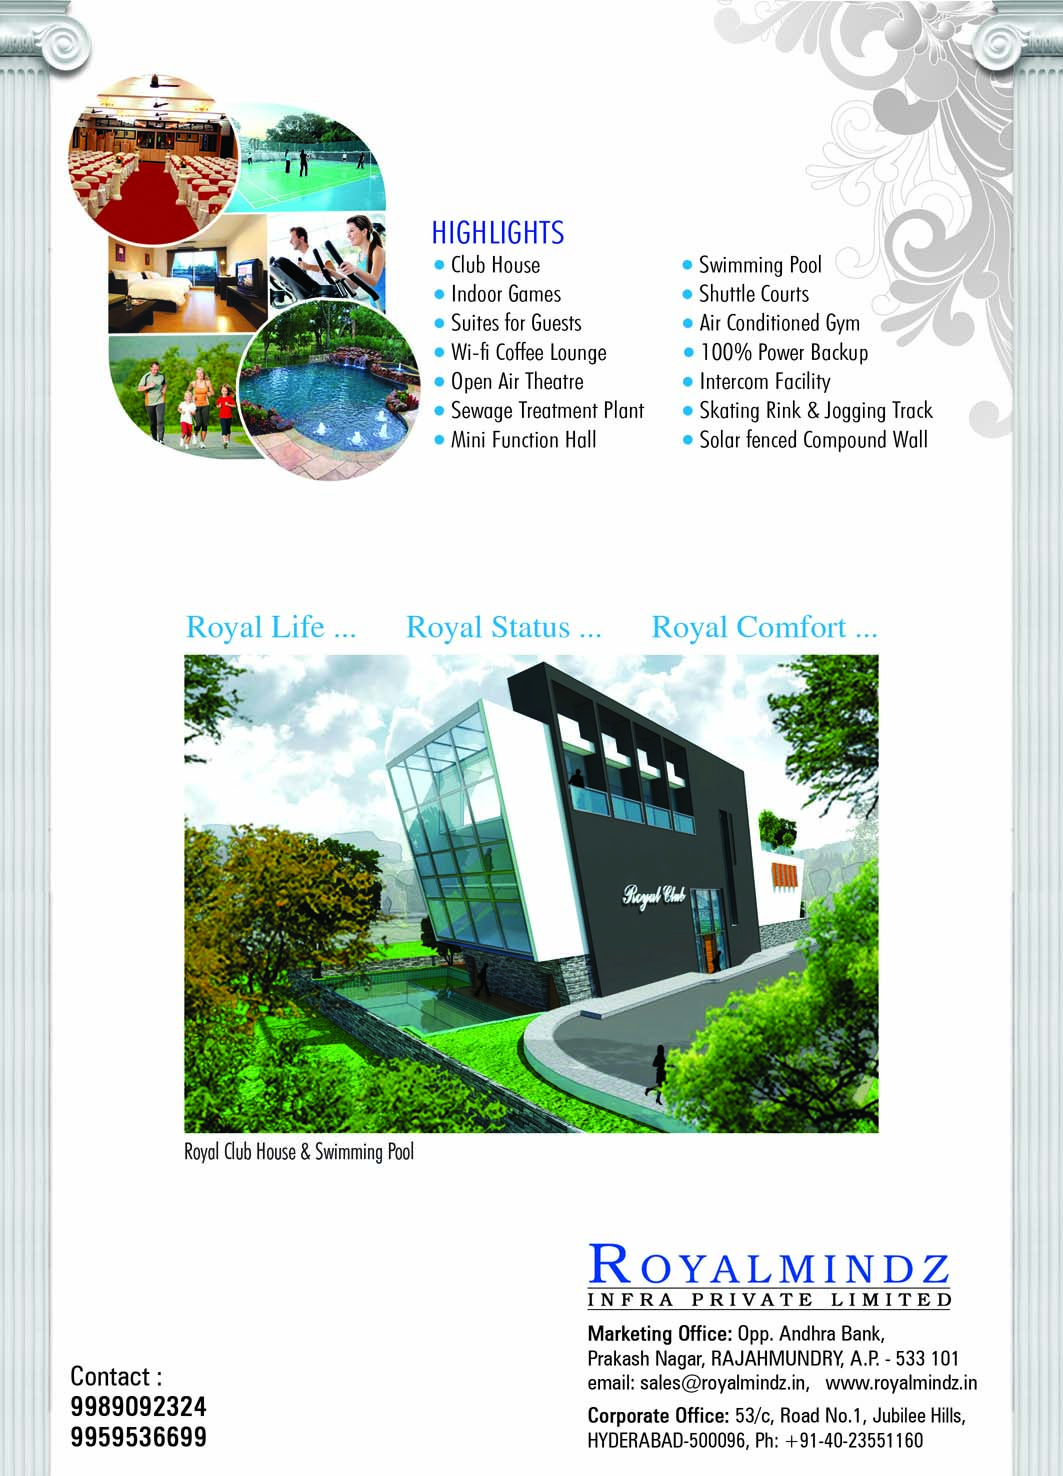 HIGHLIGHTS
• Club House
• Indoor Games
• Suites for Guests
• Wi-fi Coffee Lounge
• Open Air Theatre
• Sewage Treatment Plant
• Mini Function Hall
• Swimming Pool
• Shuttle Courts
• Air Conditioned Gym
• 100% Power Backup
• Intercom Facility
• Skating Rink & Jogging Track
• Solar fenced Compound Wall
Royal Life ... Royal Status ... Royal Comfort ...
Royal Club
Royal Club House & Swimming Pool
Contact :
9989092324
9959536699
ROYALMINDZ
INFRA PRIVATE LIMITED
Marketing Office: Opp. Andhra Bank,
Prakash Nagar, RAJAHMUNDRY, A.P. - 533 101
email: sales@royalmindz.in, www.royalmindz.in
Corporate Office: 53/c, Road No.1, Jubilee Hills,
HYDERABAD-500096, Ph: +91-40-23551160